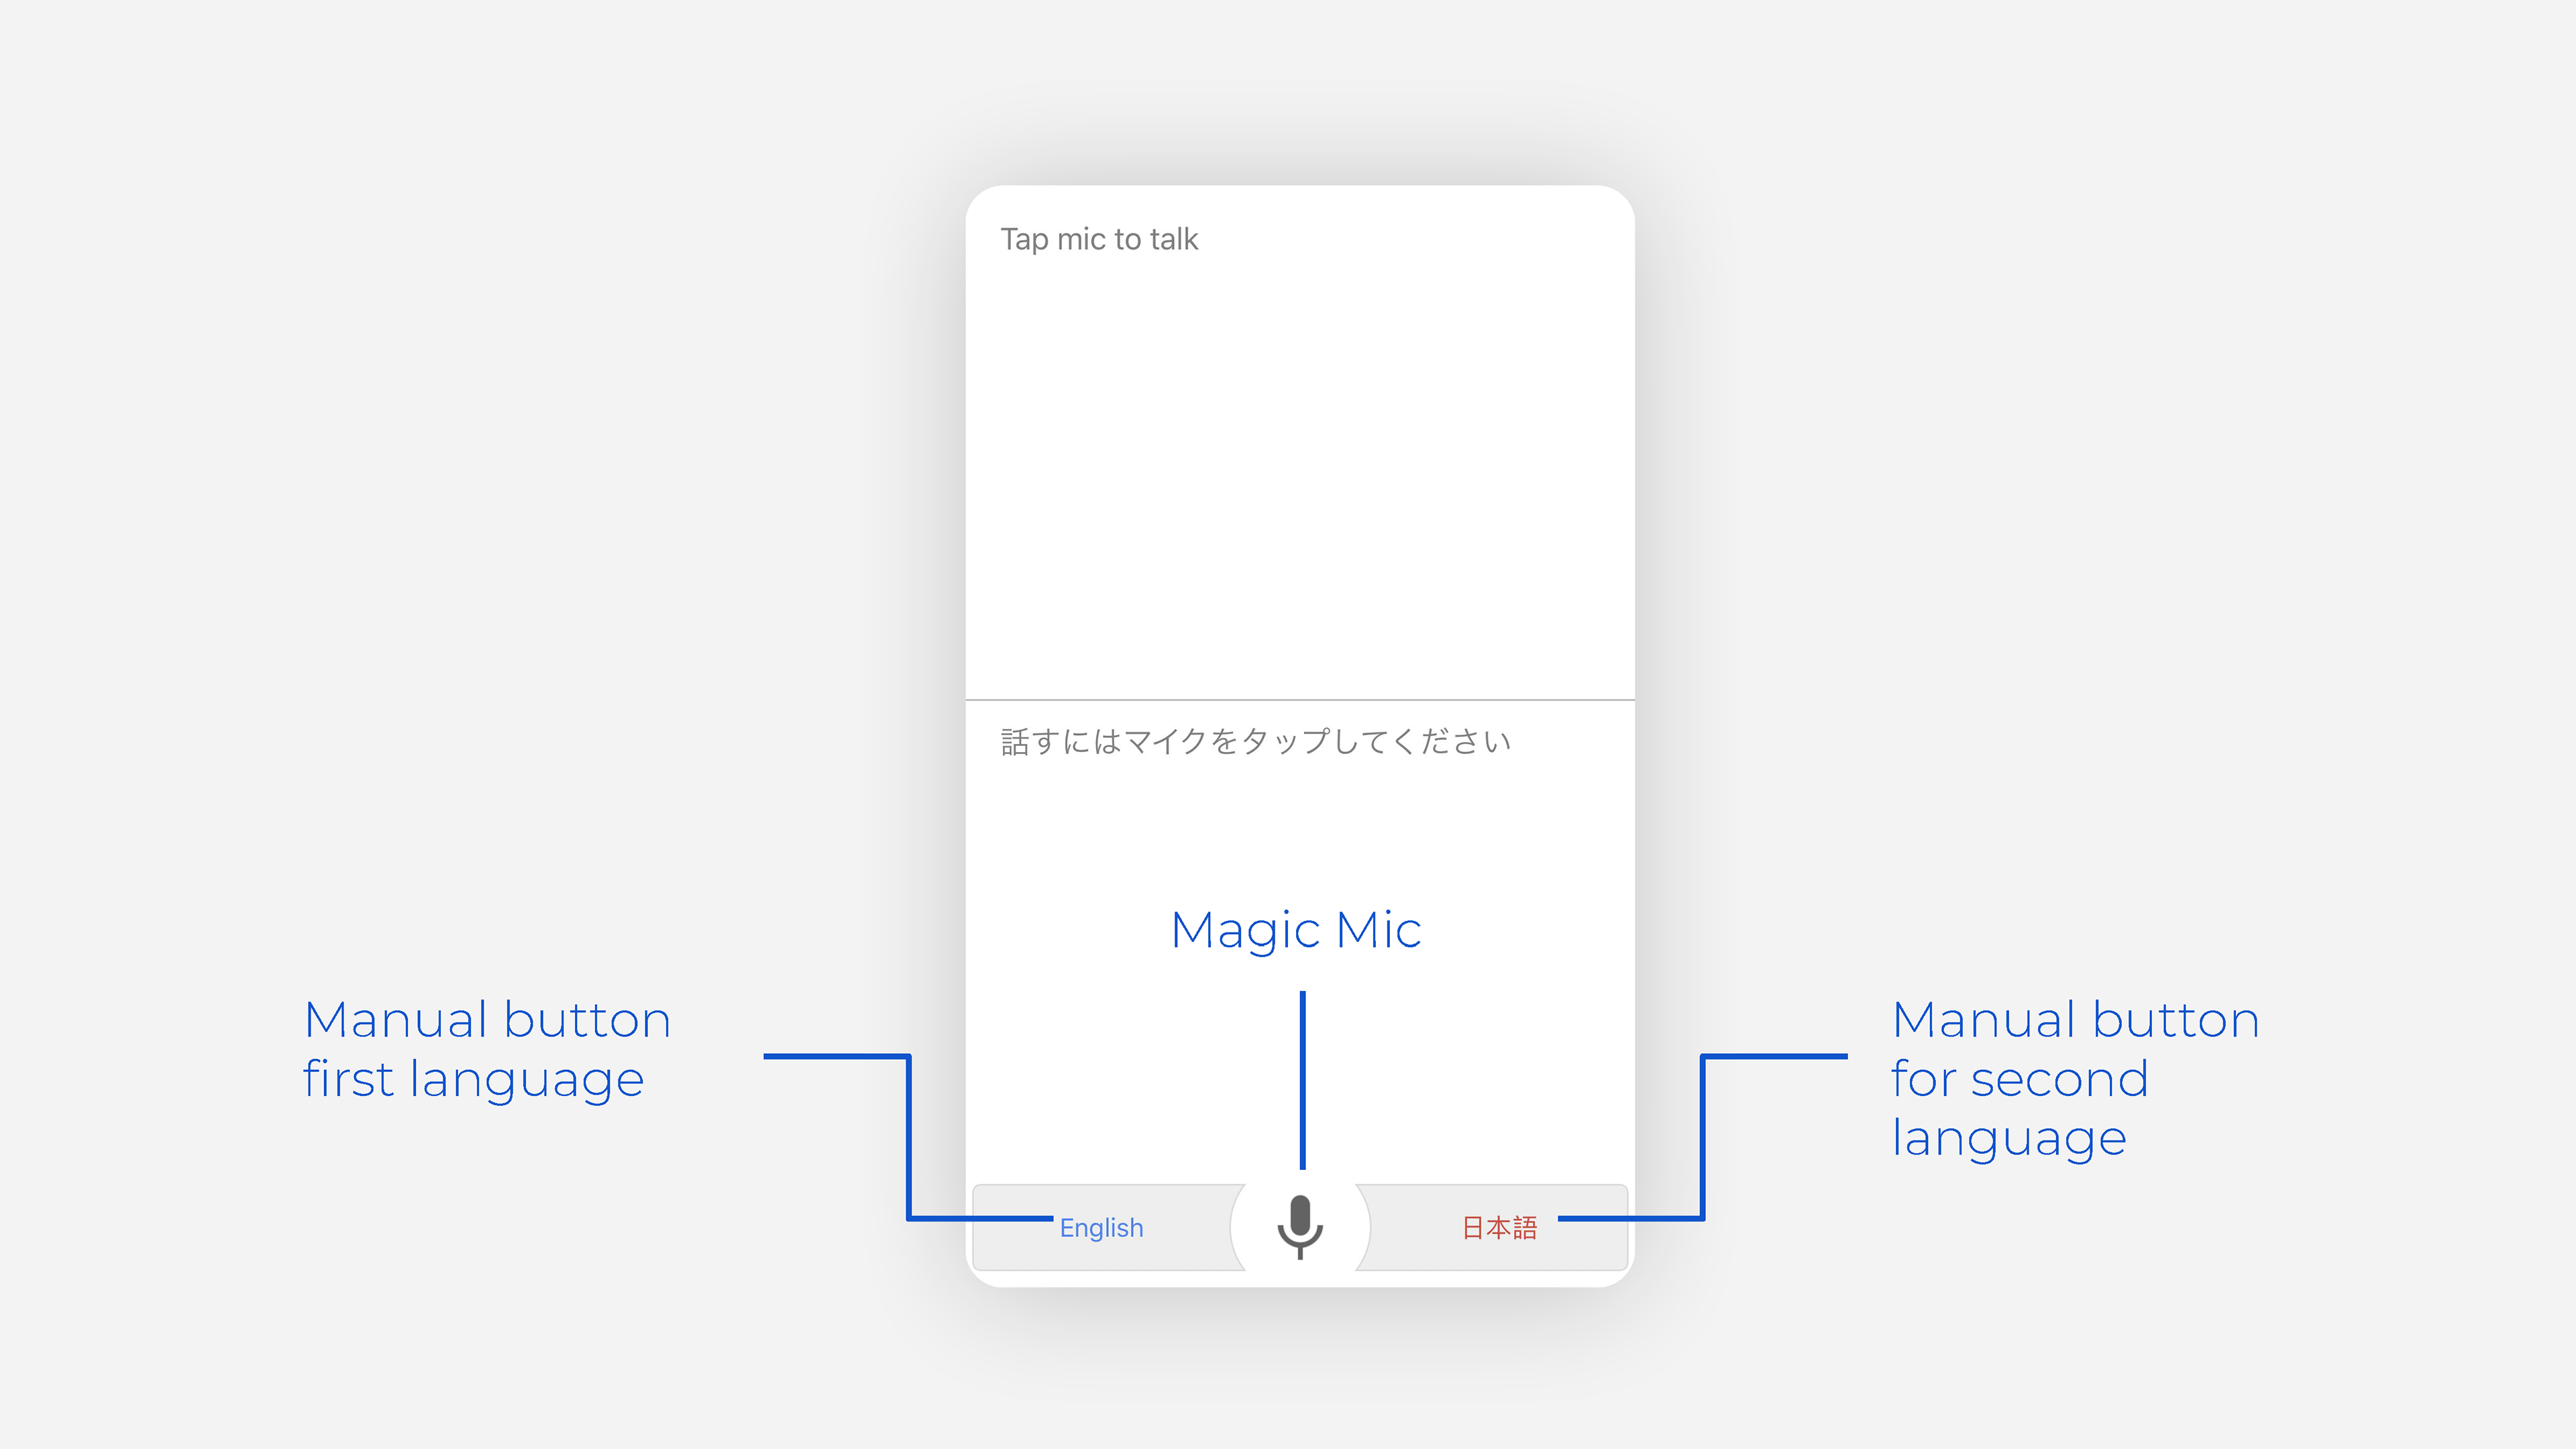 Tap mic to talk
話すにはマイクをタップしてください
Magic Mic
Manual button
first language
Manual button
for second
language
English
日本語